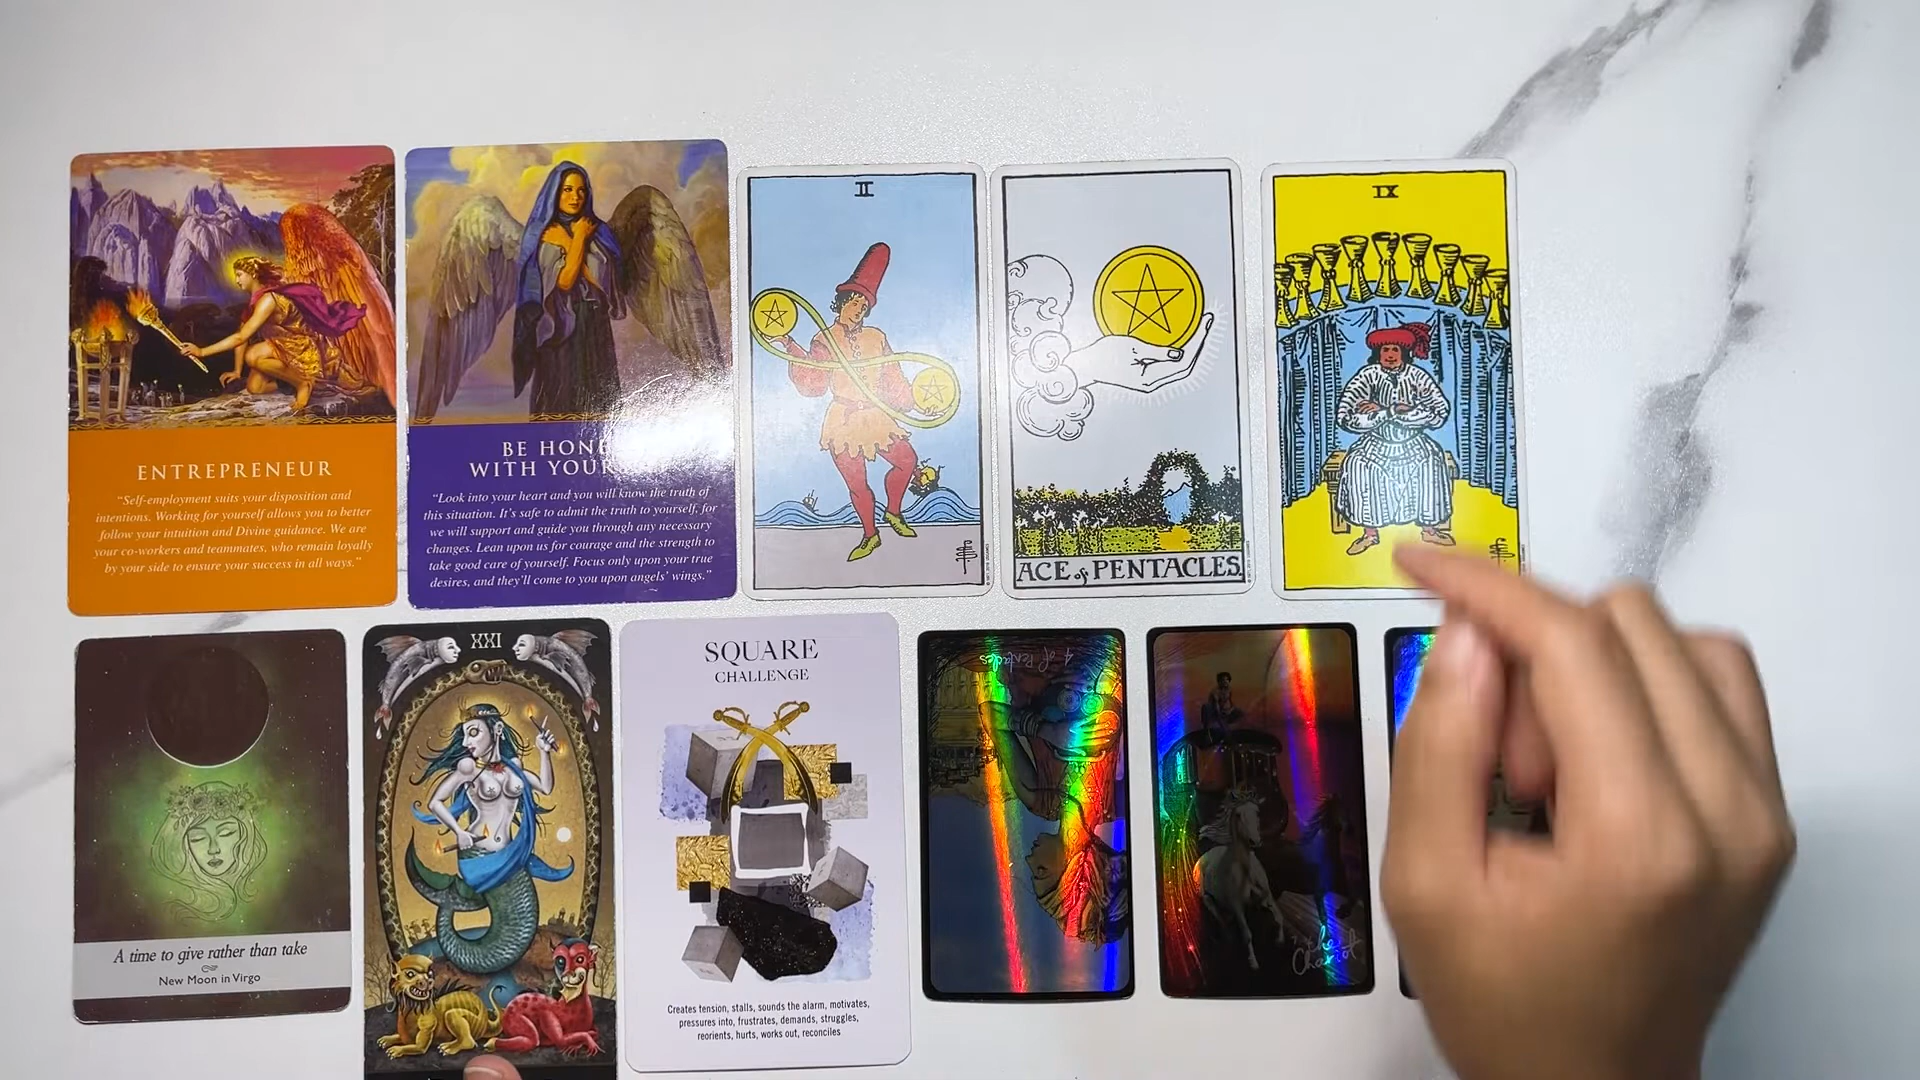 ENTREPRENEUR
“Self-employment suits your disposition and
intentions. Working for yourself allows you to better
follow your intuition and Divine guidance. We are
your co-workers and teammates, who remain loyally
by your side to ensure your success in all ways.”
BE HONE
WITH YOUR
“Look into your heart and you will know the truth of
this situation. It's safe to admit the truth to yourself, for
we will support and guide you through any necessary
changes. Lean upon us for courage and the strength to
take good care of yourself. Focus only upon your true
desires, and they'll come to you upon angels' wings.”
II
ACE of PENTACLES
IX
A time to give rather than take
New Moon in Virgo
XXI
SQUARE
CHALLENGE
Creates tension, stalls, sounds the alarm, motivates,
pressures into, frustrates, demands, struggles,
reorients, hurts, works out, reconciles
4 of Pentacles
the
Chariot